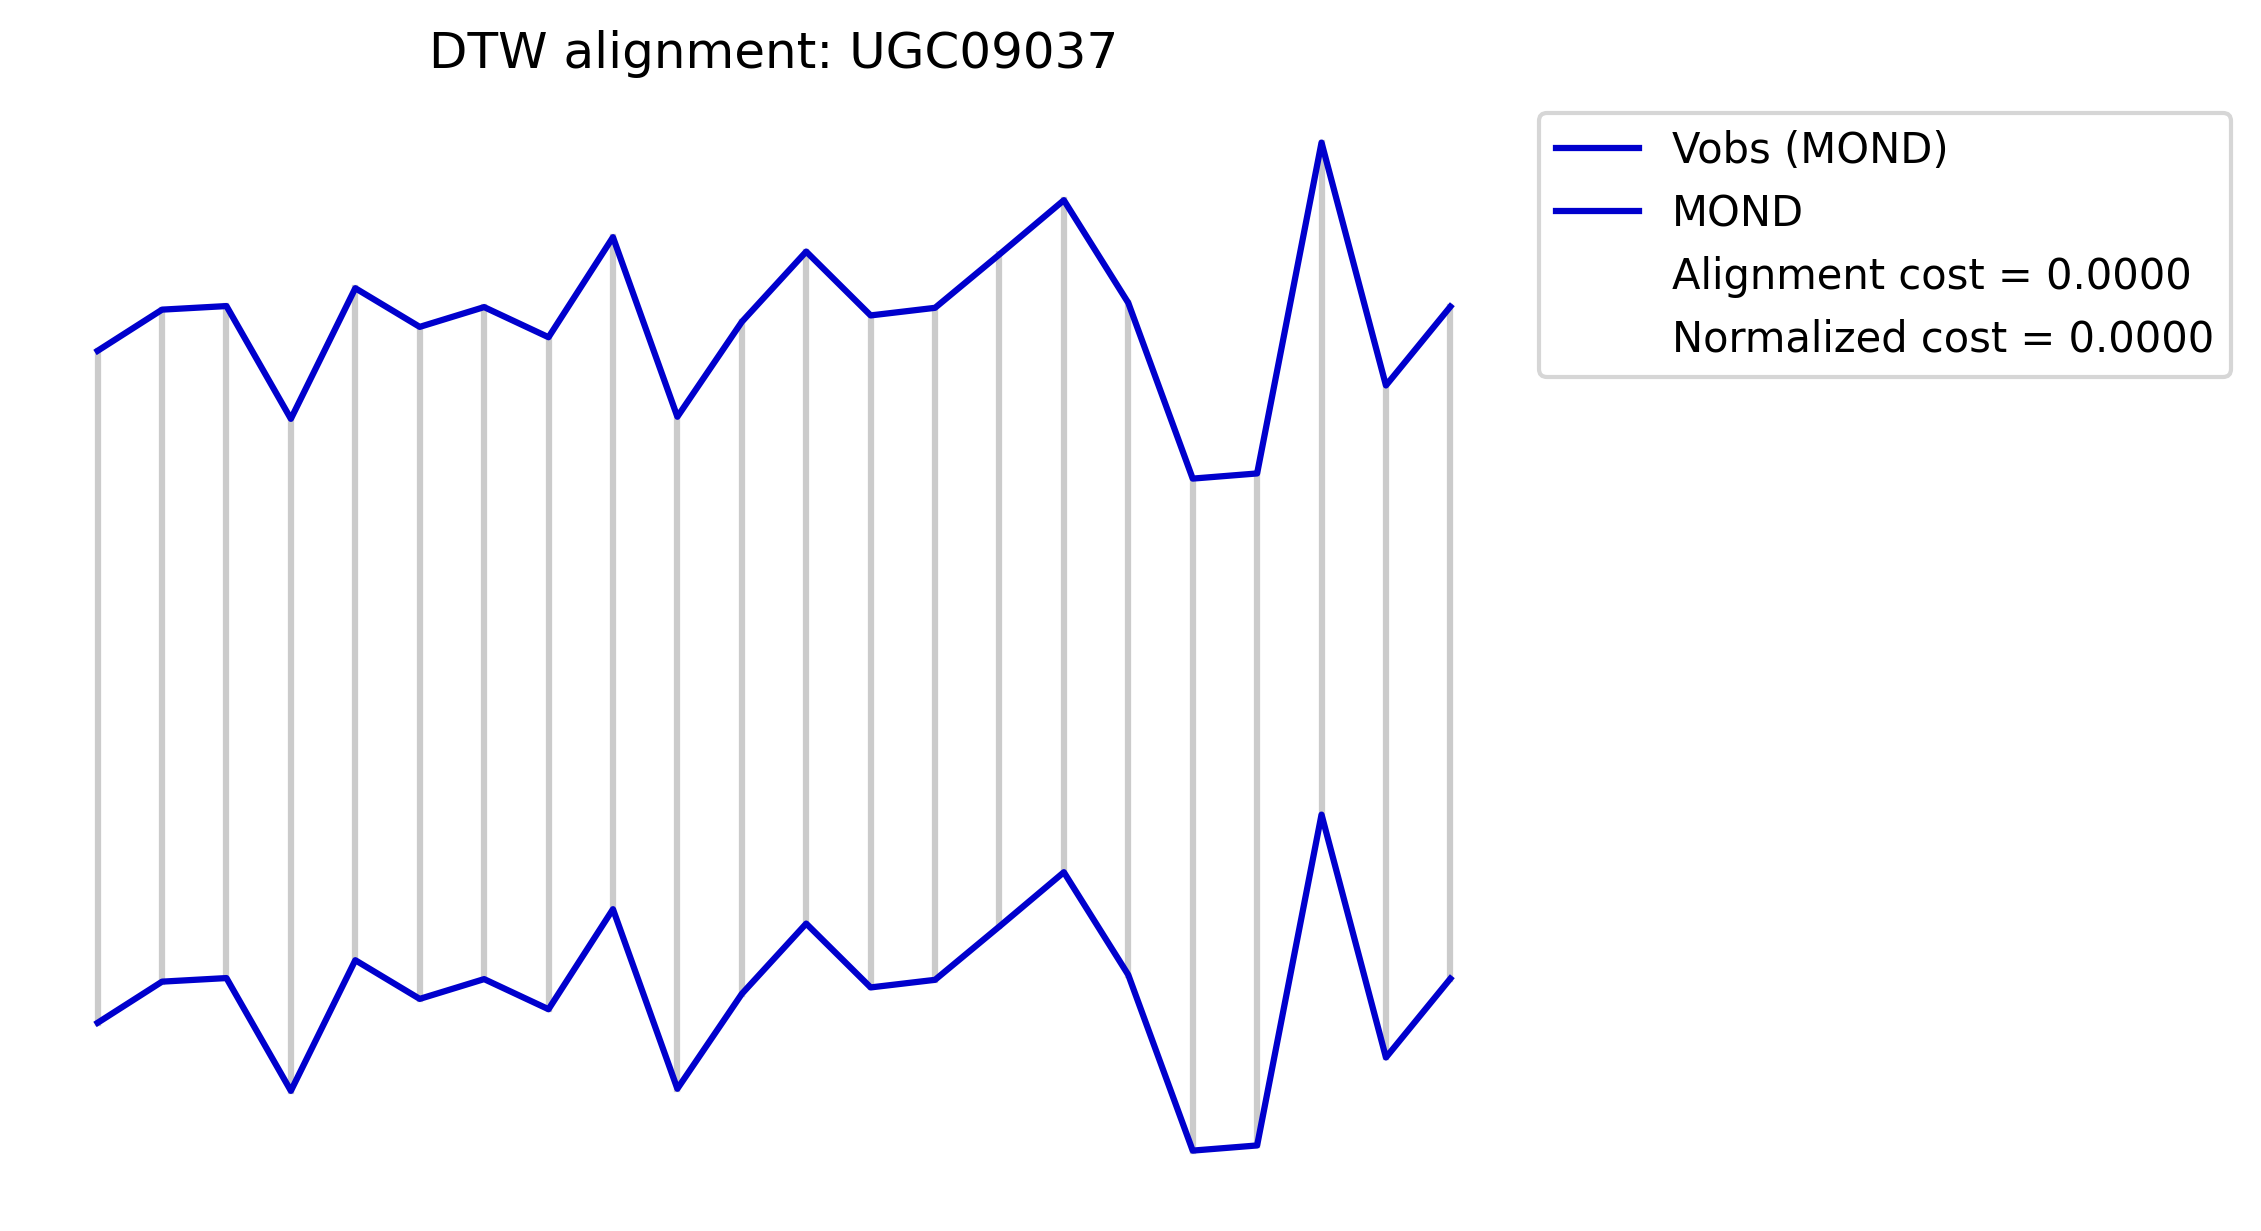 DTW alignment: UGC09037
Vobs (MOND)
MOND
Alignment cost = 0.0000
Normalized cost = 0.0000